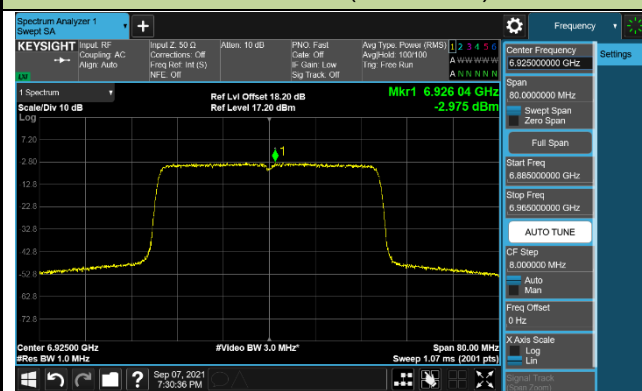 Spectrum Analyzer 1
Swept SA
Frequency
KEYSIGHT
Input: RF
Coupling: AC
Align: Auto
Input Z: 50 Ω
Corrections: Off
Freq Ref: Int (S)
NFE: Off
Atten: 10 dB
PNO: Fast
Gate: Off
IF Gain: Low
Sig Track: Off
Avg Type: Power (RMS)
Avg|Hold: 100/100
Trig: Free Run
1 2 3 4 5 6
A W W W W W
A N N N N N
LXI
1 Spectrum
Scale/Div 10 dB
Log
Ref Lvl Offset 18.20 dB
Ref Level 17.20 dBm
Mkr1 6.926 04 GHz
-2.975 dBm
1
7.20
-2.80
-12.8
-22.8
-32.8
-42.8
-52.8
-62.8
-72.8
Center 6.92500 GHz
#Res BW 1.0 MHz
#Video BW 3.0 MHz*
Span 80.00 MHz
Sweep 1.07 ms (2001 pts)
Center Frequency
6.925000000 GHz
Settings
Span
80.0000000 MHz
Swept Span
Zero Span
Full Span
Start Freq
6.885000000 GHz
Stop Freq
6.965000000 GHz
AUTO TUNE
CF Step
8.000000 MHz
Auto
Man
Freq Offset
0 Hz
X Axis Scale
Log
Lin
Signal Track
(Span Zoom)
?
Sep 07, 2021
7:30:36 PM